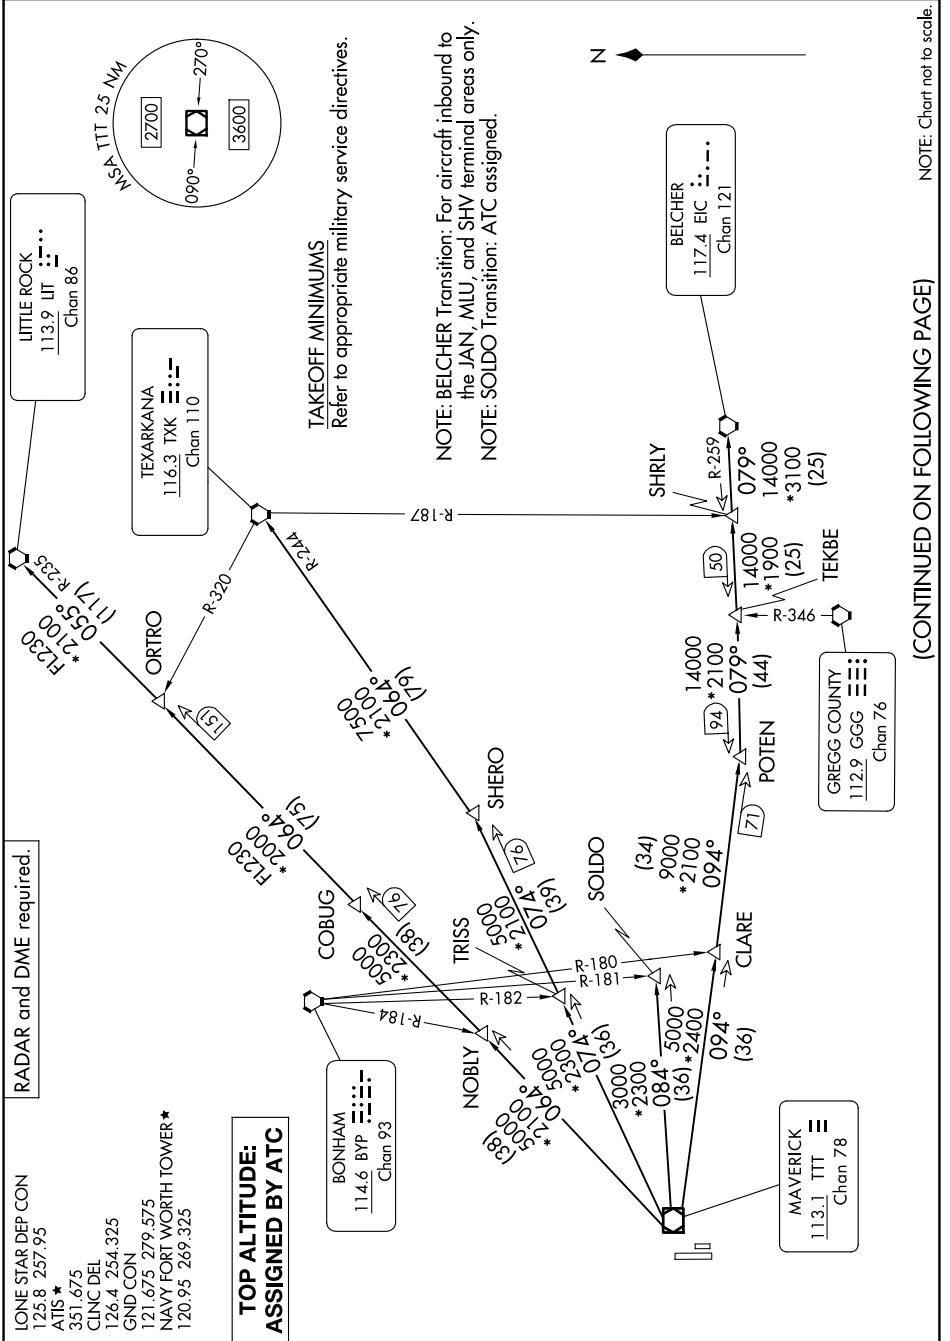 LONE STAR DEP CON
125.8 257.95
ATIS ★
351.675
CLNC DEL
126.4 254.325
GND CON
121.675 279.575
NAVY FORT WORTH TOWER ★
120.95 269.325
RADAR and DME required.
TOP ALTITUDE:
ASSIGNED BY ATC
LITTLE ROCK
113.9 LIT
Chan 86
MSA TTT 25 NM
2700
090°
270°
3600
TEXARKANA
116.3 TXK
Chan 110
TAKEOFF MINIMUMS
Refer to appropriate military service directives.
NOTE: BELCHER Transition: For aircraft inbound to
the JAN, MLU, and SHV terminal areas only.
NOTE: SOLDO Transition: ATC assigned.
N
BONHAM
114.6 BYP
Chan 93
R-184
R-182
R-181
R-180
FL230
*2100
055°
(117)
R-235
ORTRO
151
R-320
FL230
*2000
064°
(75)
COBUG
76
5000
*2300
(38)
NOBLY
(38)
5000
*2100
064°
R-244
7500
*2100
064°
(79)
SHERO
76
5000
*2100
074°
(39)
TRISS
5000
*2300
074°
(36)
SOLDO
3000
*2300
084°
(36)
5000
*2400
094°
(36)
CLARE
(34)
9000
*2100
094°
71
POTEN
94
14000
*2100
079°
(44)
TEKBE
R-346
50
14000
*1900
(25)
SHRLY
R-187
R-259
079°
14000
*3100
(25)
BELCHER
117.4 EIC
Chan 121
GREGG COUNTY
112.9 GGG
Chan 76
MAVERICK
113.1 TTT
Chan 78
(CONTINUED ON FOLLOWING PAGE)
NOTE: Chart not to scale.